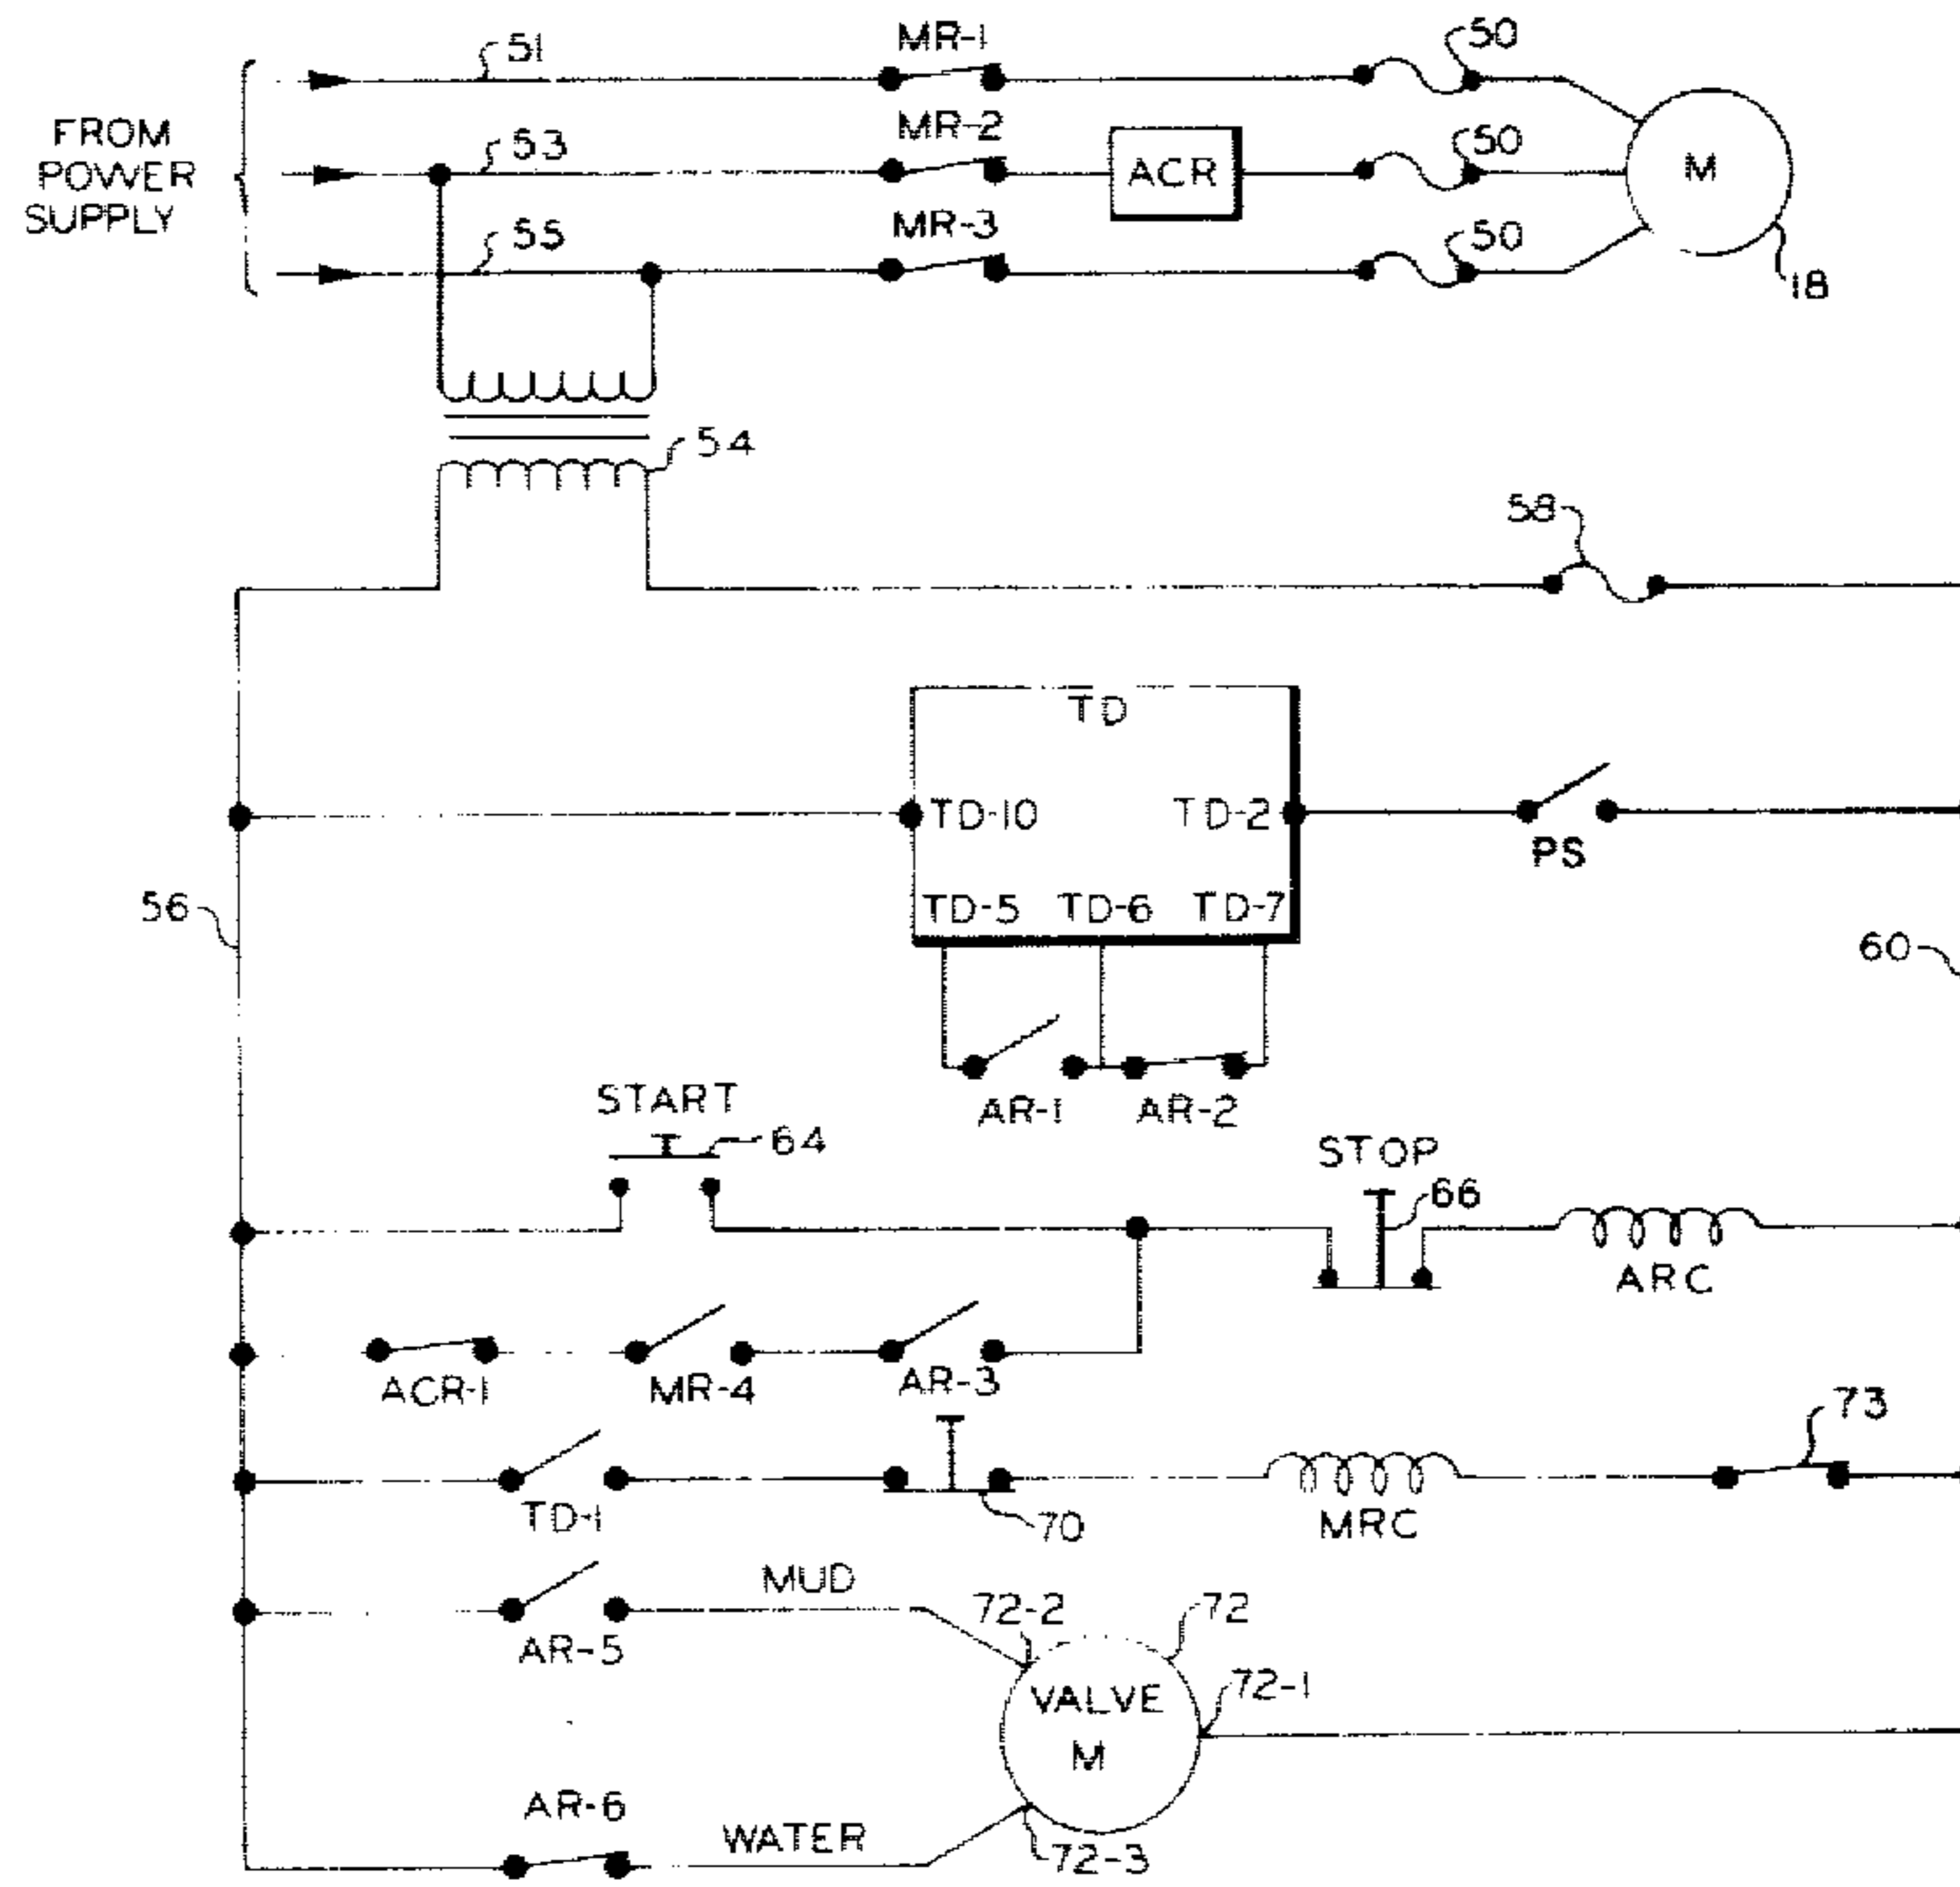 51
MR-1
50
FROM
POWER
SUPPLY
53
MR-2
ACR
50
M
55
MR-3
50
18
54
58
TD
TD-10
TD-2
PS
TD-5
TD-6
TD-7
56
60
AR-1
AR-2
START
64
STOP
66
ARC
ACR-1
MR-4
AR-3
73
TD-1
70
MRC
MUD
72-2
72
AR-5
VALVE
M
72-1
AR-6
WATER
72-3